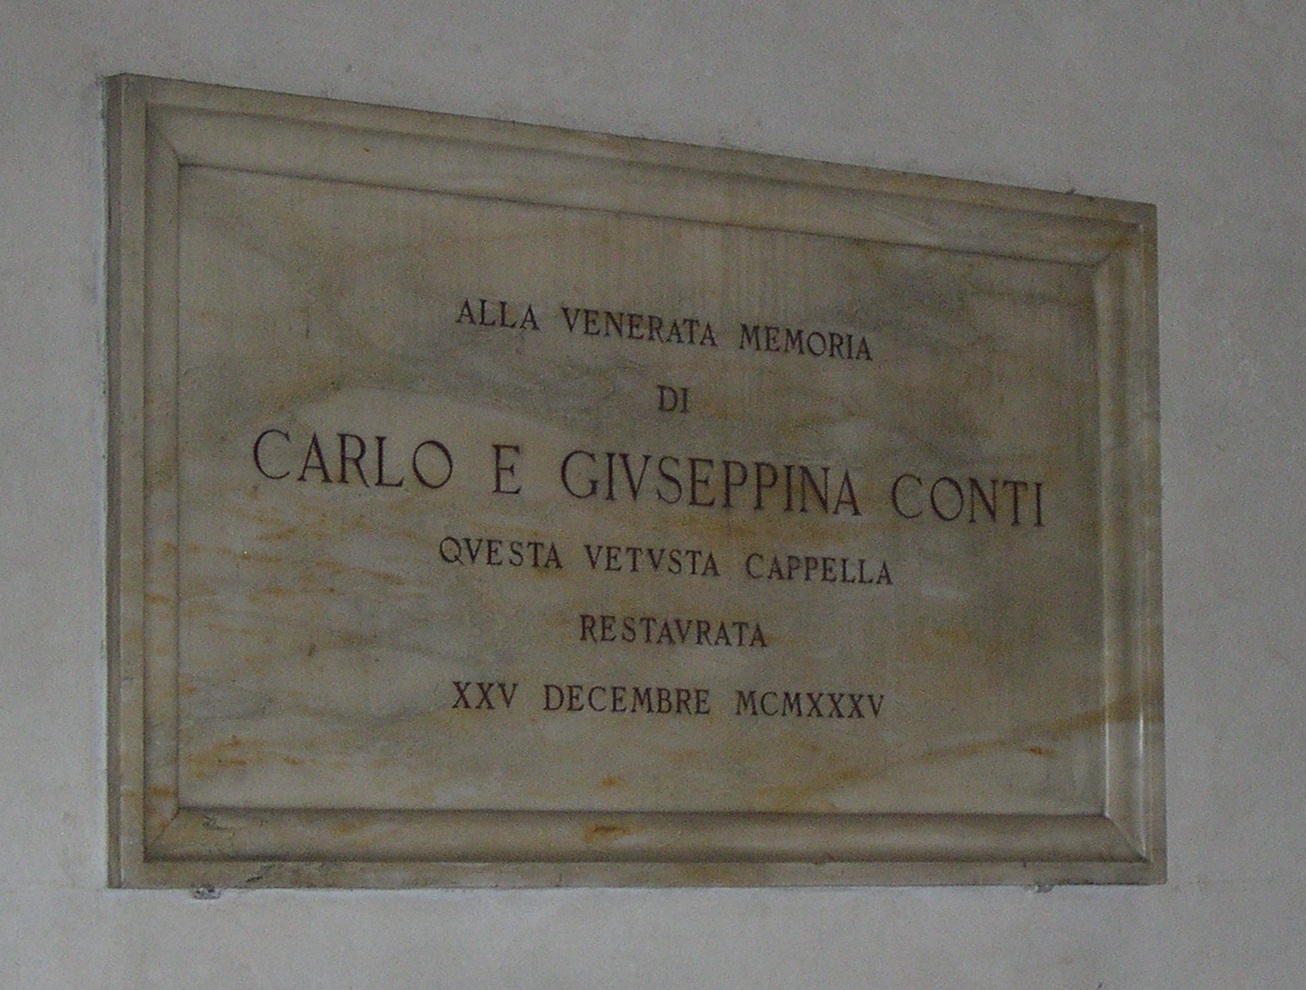 ALLA VENERATA MEMORIA
DI
CARLO E GIVSEPPINA CONTI
QVESTA VETVSTA CAPPELLA
RESTAVRATA
XXV DECEMBRE MCMXXXV